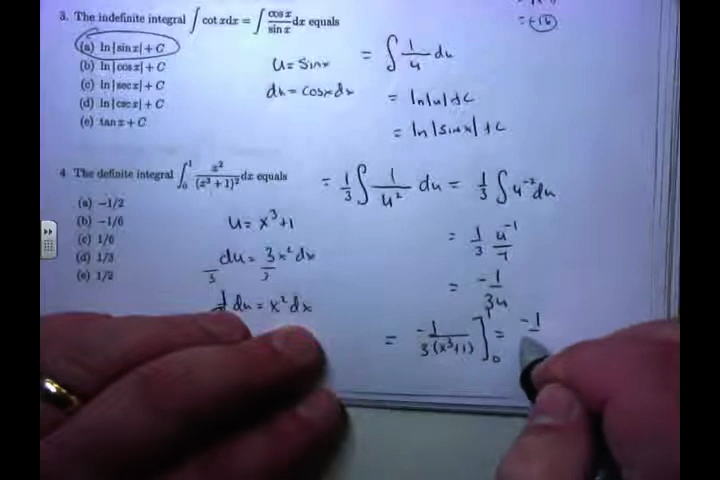 = -16
3. The indefinite integral ∫ cot x dx = ∫ cos x / sin x dx equals
(a) ln |sin x| + C
(b) ln |cos x| + C
(c) ln |sec x| + C
(d) ln |csc x| + C
(e) tan x + C
u = sin x
du = cos x dx
= ∫ 1/u du
= ln|u| + C
= ln |sin x| + C
4 The definite integral ∫₀¹ x²/(x³ + 1)² dx equals
(a) −1/2
(b) −1/6
(c) 1/6
(d) 1/3
(e) 1/2
u = x³+1
du/3 = 3x² dx/3
1/3 du = x² dx
= 1/3 ∫ 1/u² du = 1/3 ∫ u⁻² du
= 1/3 u⁻¹/-1
= -1/3u
= -1/3(x³+1) ]₀¹ = -1